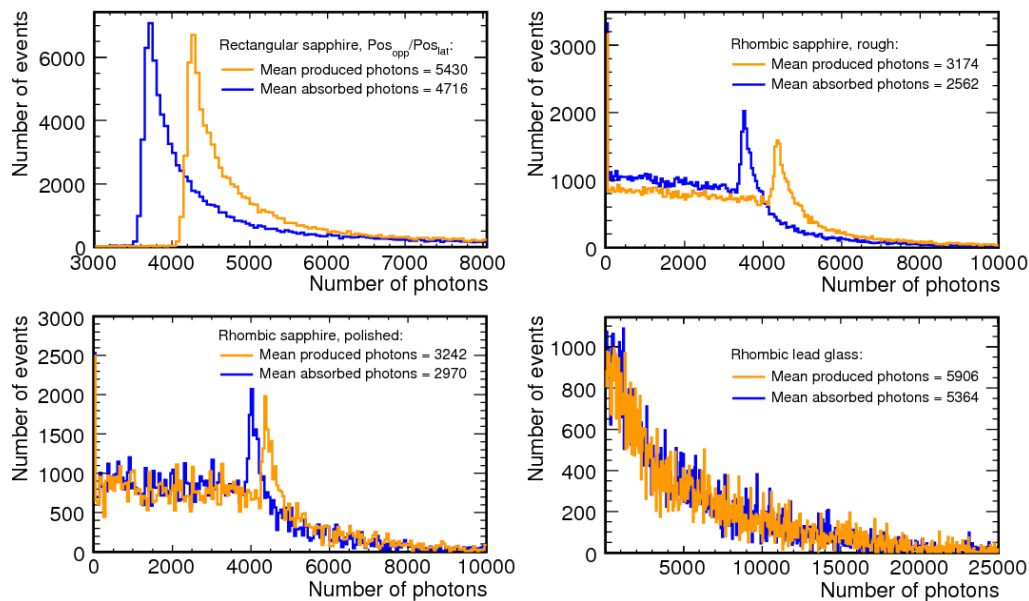 Number of events
6000
4000
2000
0
Rectangular sapphire, Pos_opp/Pos_lat:
Mean produced photons = 5430
Mean absorbed photons = 4716
3000 4000 5000 6000 7000 8000
Number of photons
Number of events
3000
2000
1000
0
Rhombic sapphire, rough:
Mean produced photons = 3174
Mean absorbed photons = 2562
0 2000 4000 6000 8000 10000
Number of photons
Number of events
3000
2500
2000
1500
1000
500
0
Rhombic sapphire, polished:
Mean produced photons = 3242
Mean absorbed photons = 2970
0 2000 4000 6000 8000 10000
Number of photons
Number of events
1000
800
600
400
200
0
Rhombic lead glass:
Mean produced photons = 5906
Mean absorbed photons = 5364
5000 10000 15000 20000 25000
Number of photons